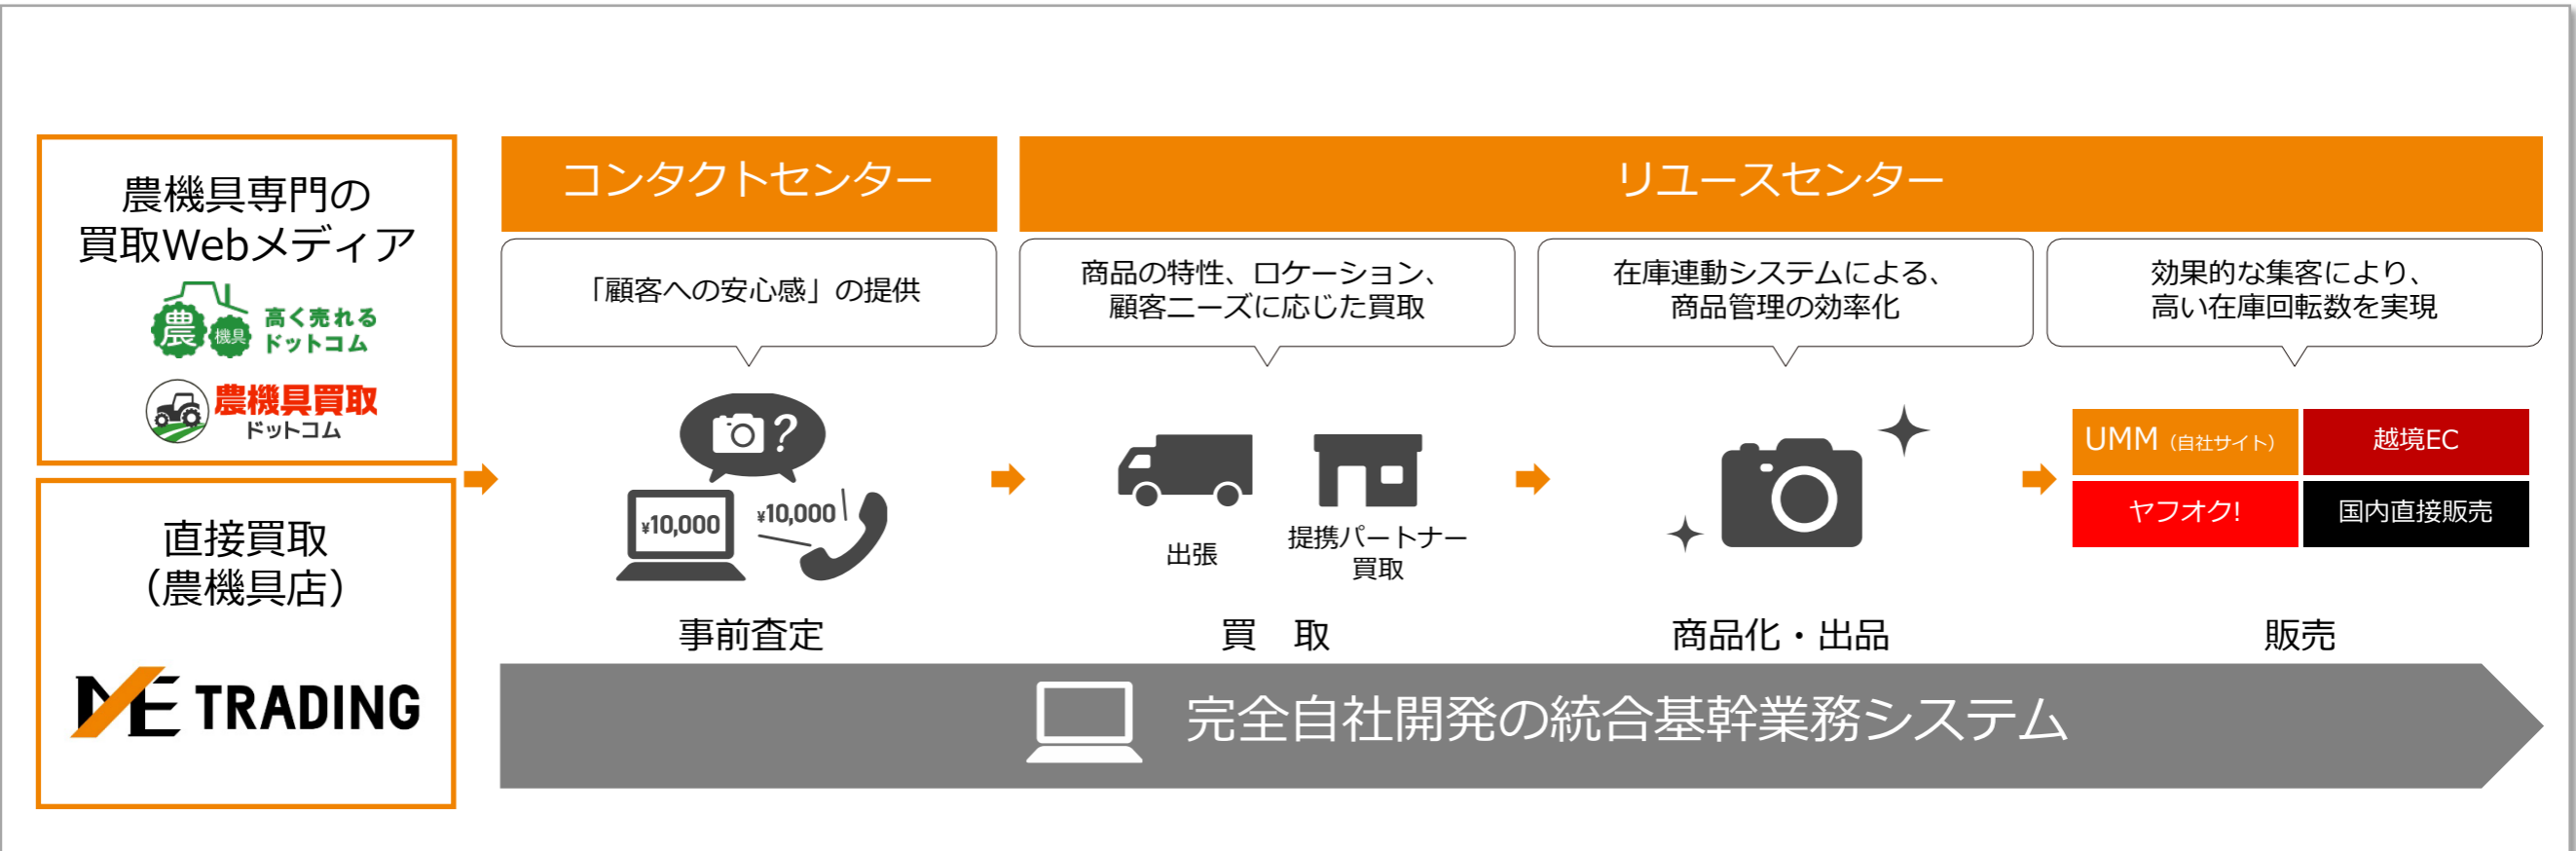 農機具専門の
買取Webメディア
農 機具 高く売れる
ドットコム
農機具買取
ドットコム
直接買取
(農機具店)
ME TRADING
コンタクトセンター
「顧客への安心感」の提供
?
¥10,000
¥10,000
事前査定
リユースセンター
商品の特性、ロケーション、
顧客ニーズに応じた買取
出張
提携パートナー
買取
買 取
在庫連動システムによる、
商品管理の効率化
商品化・出品
効果的な集客により、
高い在庫回転数を実現
UMM(自社サイト)
越境EC
ヤフオク!
国内直接販売
販売
完全自社開発の統合基幹業務システム